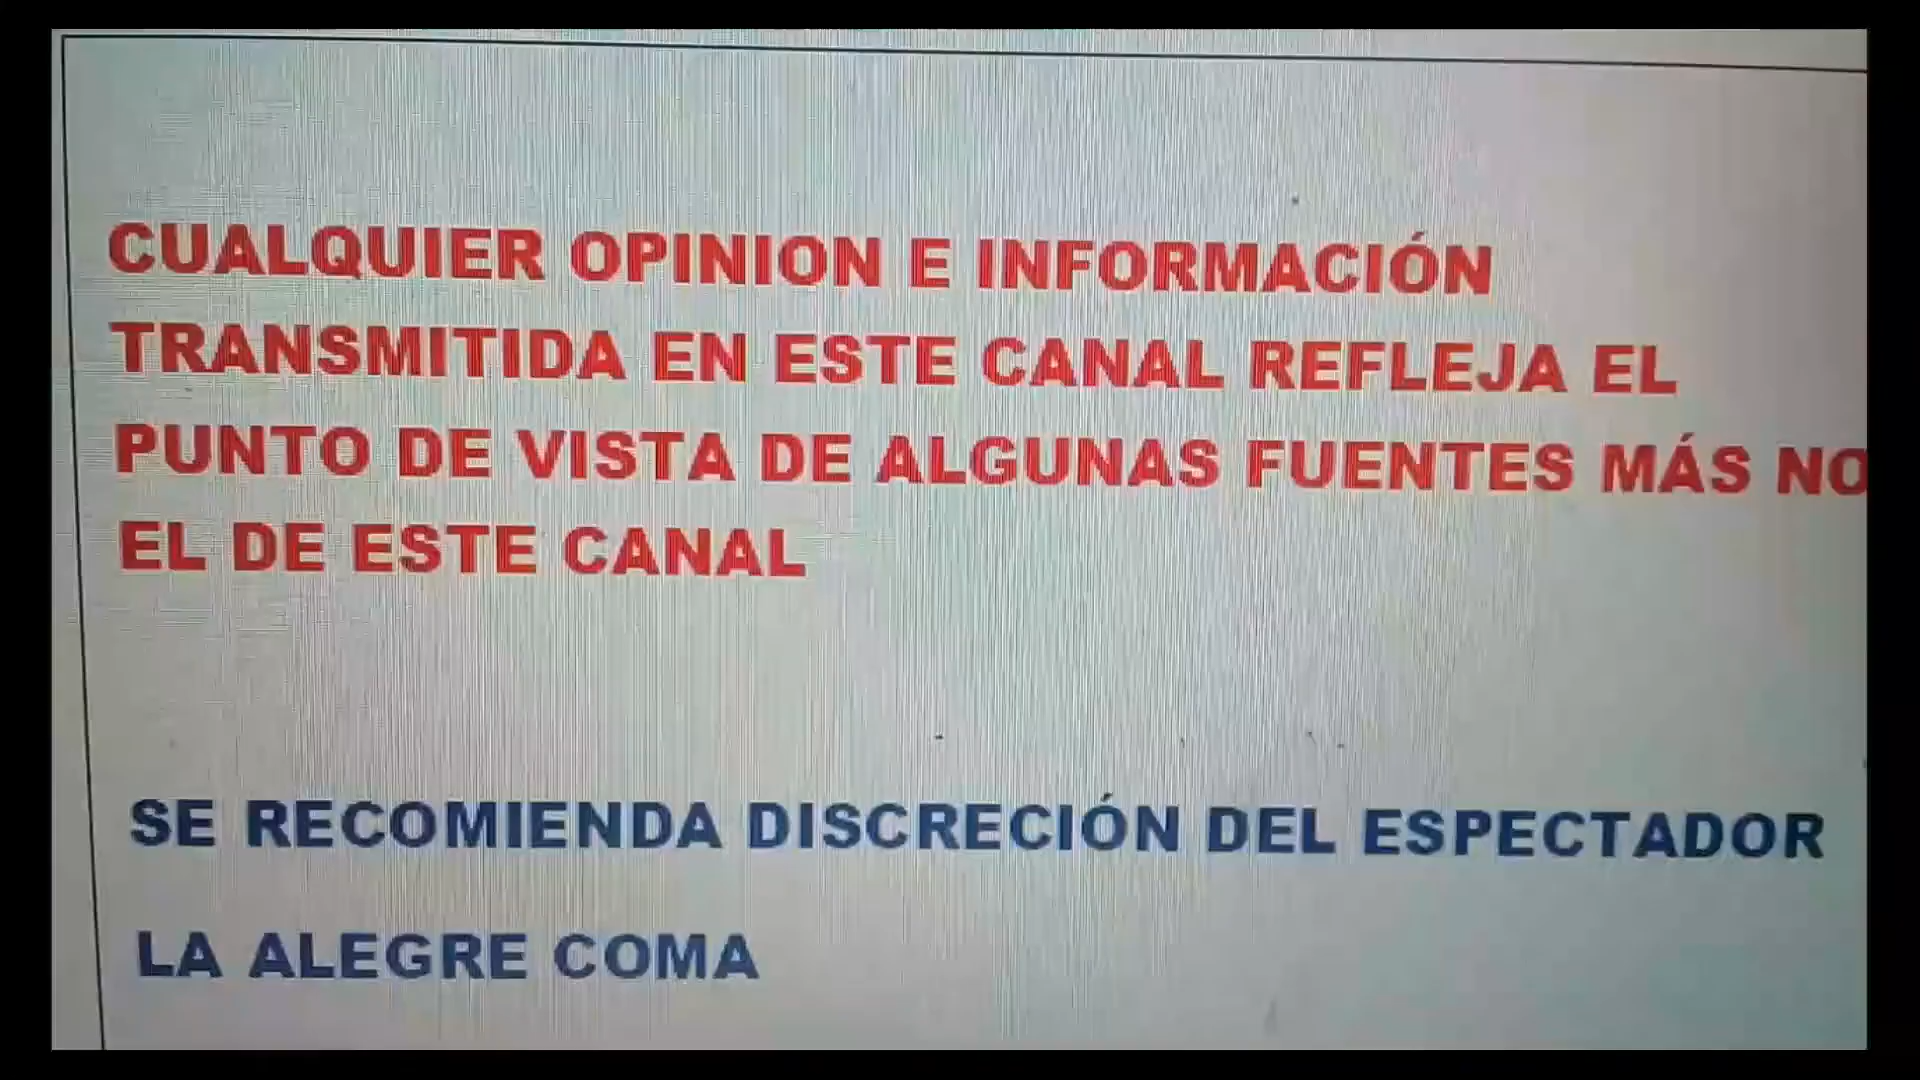 CUALQUIER OPINION E INFORMACIÓN
TRANSMITIDA EN ESTE CANAL REFLEJA EL
PUNTO DE VISTA DE ALGUNAS FUENTES MÁS NO
EL DE ESTE CANAL
SE RECOMIENDA DISCRECIÓN DEL ESPECTADOR
LA ALEGRE COMA